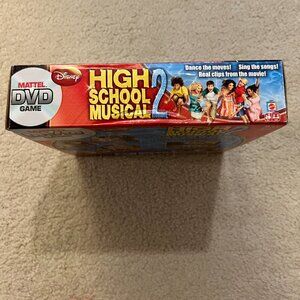 MATTEL
DVD
GAME
Disney
HIGH
SCHOOL
MUSICAL 2
Dance the moves! Sing the songs!
Real clips from the movie!